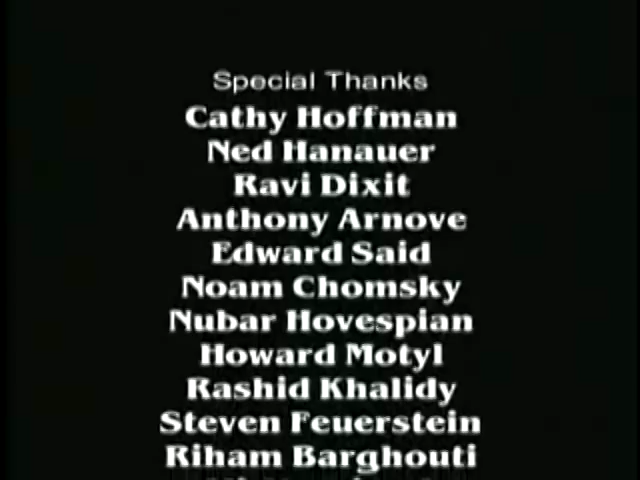 Special Thanks
Cathy Hoffman
Ned Hanauer
Ravi Dixit
Anthony Arnove
Edward Said
Noam Chomsky
Nubar Hovespian
Howard Motyl
Rashid Khalidy
Steven Feuerstein
Riham Barghouti